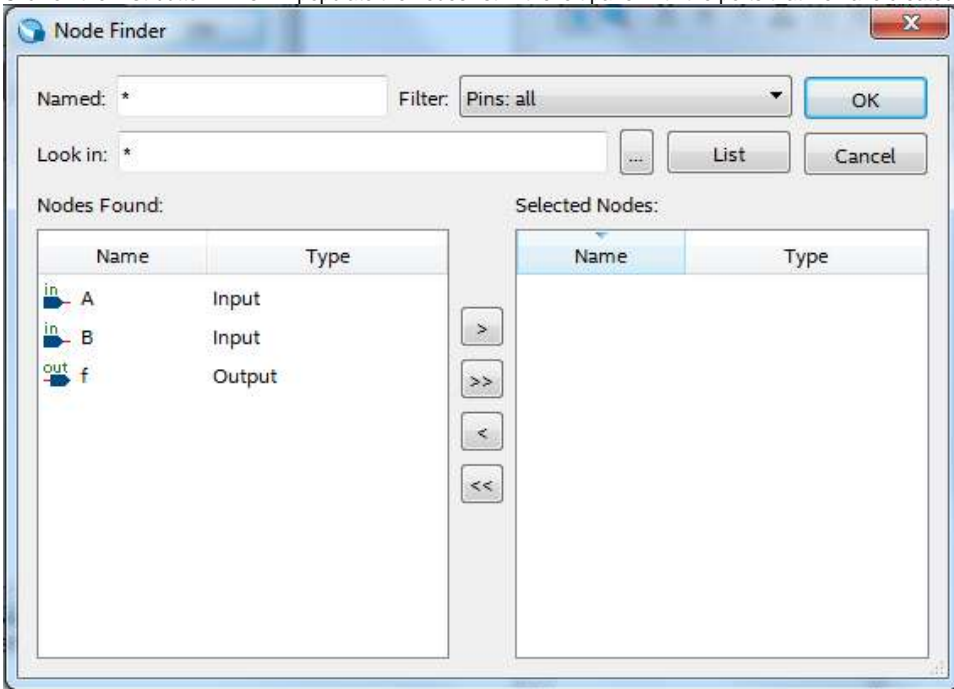 Node Finder
Named: * Filter: Pins: all OK
Look in: * ... List Cancel
Nodes Found: Selected Nodes:
Name Type Name Type
in A Input
in B Input
out f Output
>
>>
<
<<